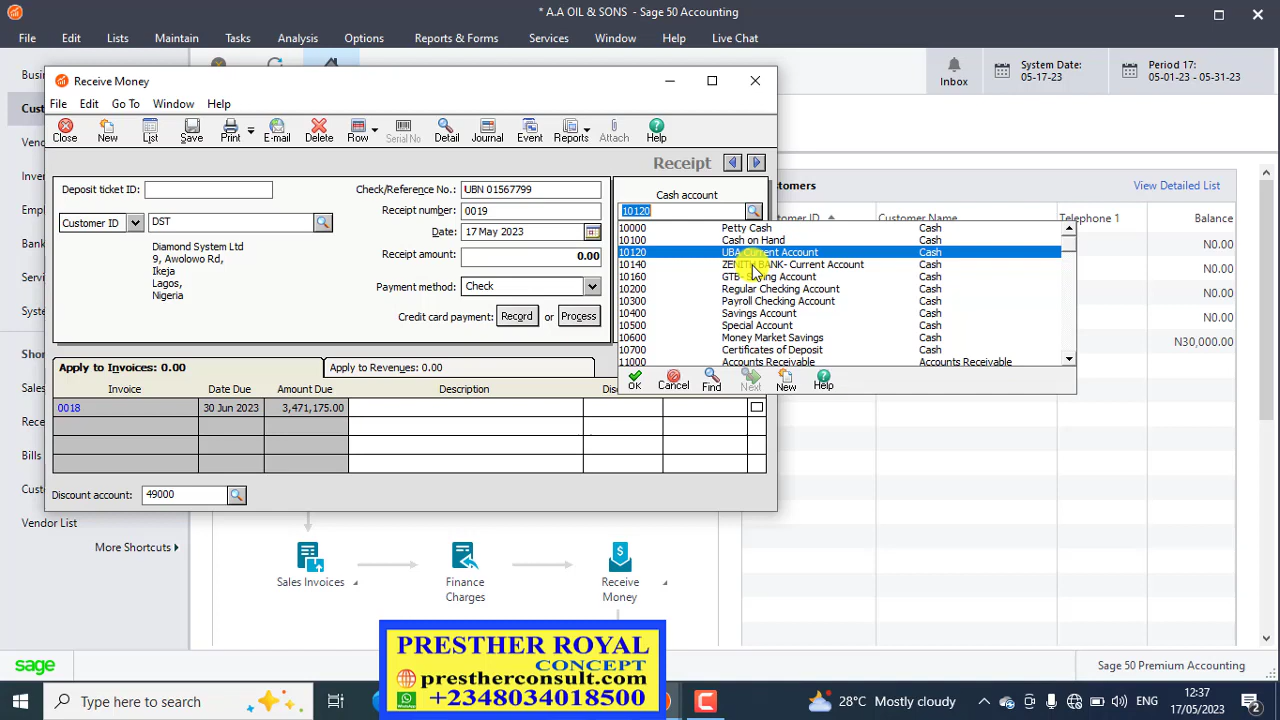 * A.A OIL & SONS - Sage 50 Accounting
File Edit Lists Maintain Tasks Analysis Options Reports & Forms Services Window Help Live Chat
Inbox
System Date:
05-17-23
Period 17:
05-01-23 - 05-31-23
Receive Money
File Edit Go To Window Help
Close New List Save Print E-mail Delete Row Serial No Detail Journal Event Reports Attach Help
Receipt
Deposit ticket ID:
Customer ID DST
Diamond System Ltd
9, Awolowo Rd,
Ikeja
Lagos,
Nigeria
Check/Reference No.: UBN 01567799
Receipt number: 0019
Date: 17 May 2023
Receipt amount: 0.00
Payment method: Check
Credit card payment: Record or Process
Cash account
10120
10000 Petty Cash Cash
10100 Cash on Hand Cash
10120 UBA Current Account Cash
10140 ZENITH BANK- Current Account Cash
10160 GTB- Saving Account Cash
10200 Regular Checking Account Cash
10300 Payroll Checking Account Cash
10400 Savings Account Cash
10500 Special Account Cash
10600 Money Market Savings Cash
10700 Certificates of Deposit Cash
11000 Accounts Receivable Accounts Receivable
OK Cancel Find Next New Help
Apply to Invoices: 0.00
Apply to Revenues: 0.00
Invoice Date Due Amount Due Description
0018 30 Jun 2023 3,471,175.00
Discount account: 49000
View Detailed List
Customer Name Telephone 1 Balance
N0.00
N0.00
N0.00
N30,000.00
Vendor List
More Shortcuts
Sales Invoices
Finance
Charges
Receive
Money
sage
Sage 50 Premium Accounting
PRESTHER ROYAL
CONCEPT
prestherconsult.com
+2348034018500
Type here to search
28°C Mostly cloudy
ENG
12:37
17/05/2023
2